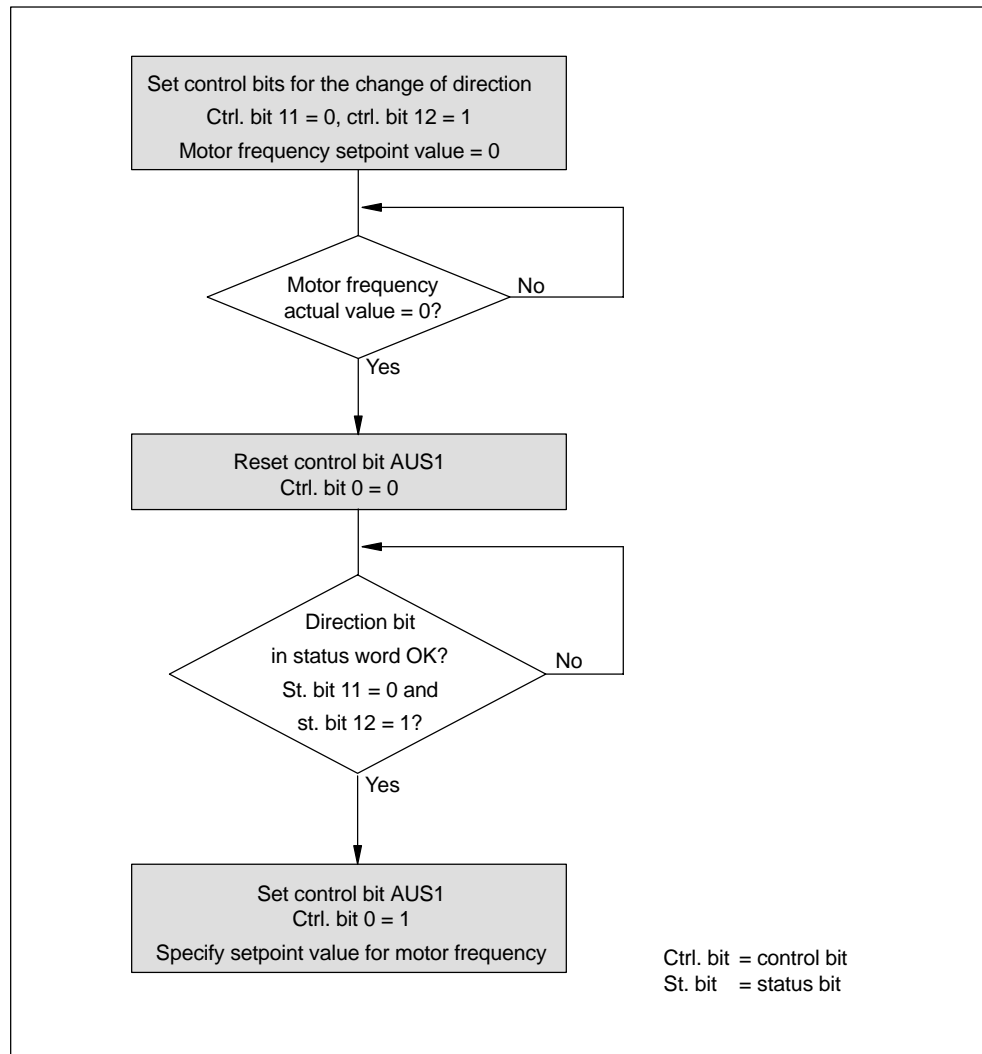 Set control bits for the change of direction
Ctrl. bit 11 = 0, ctrl. bit 12 = 1
Motor frequency setpoint value = 0
Motor frequency
actual value = 0?
No
Yes
Reset control bit AUS1
Ctrl. bit 0 = 0
Direction bit
in status word OK?
St. bit 11 = 0 and
st. bit 12 = 1?
No
Yes
Set control bit AUS1
Ctrl. bit 0 = 1
Specify setpoint value for motor frequency
Ctrl. bit = control bit
St. bit = status bit